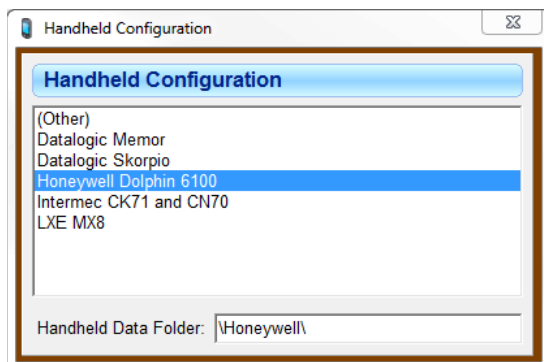 Handheld Configuration
Handheld Configuration
(Other)
Datalogic Memor
Datalogic Skorpio
Honeywell Dolphin 6100
Intermec CK71 and CN70
LXE MX8
Handheld Data Folder: \Honeywell\